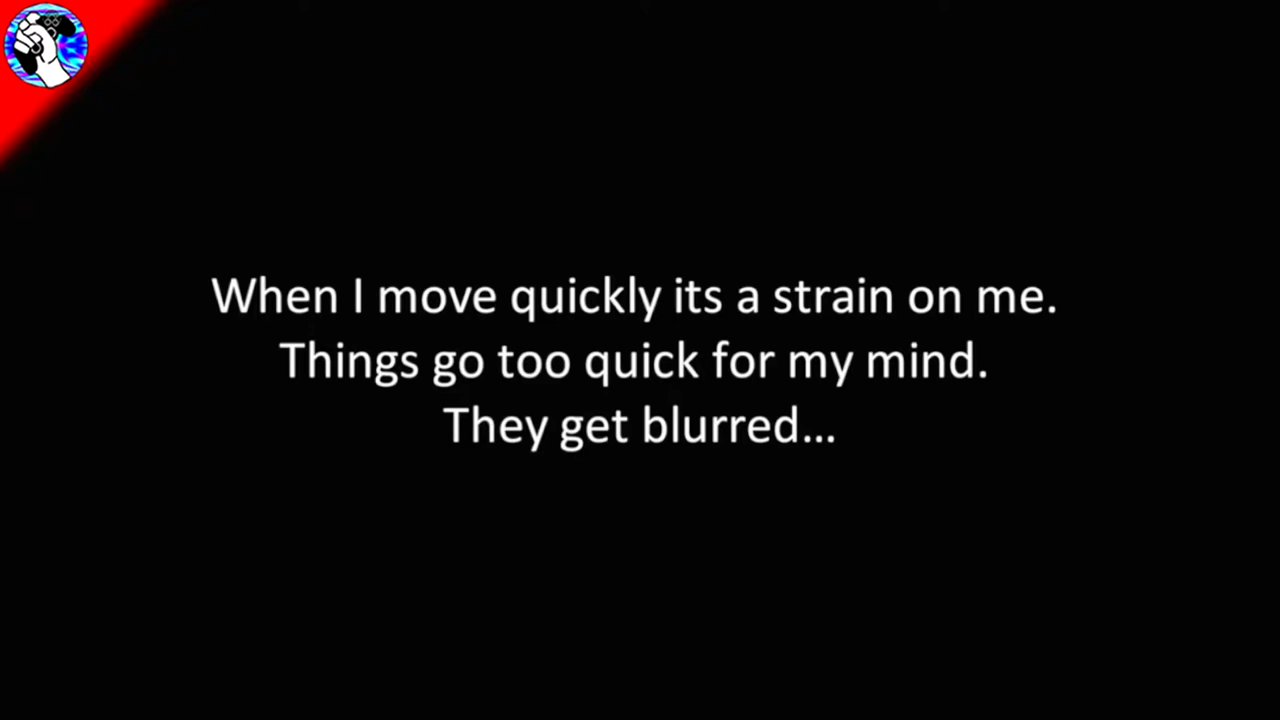 When I move quickly its a strain on me.
Things go too quick for my mind.
They get blurred...